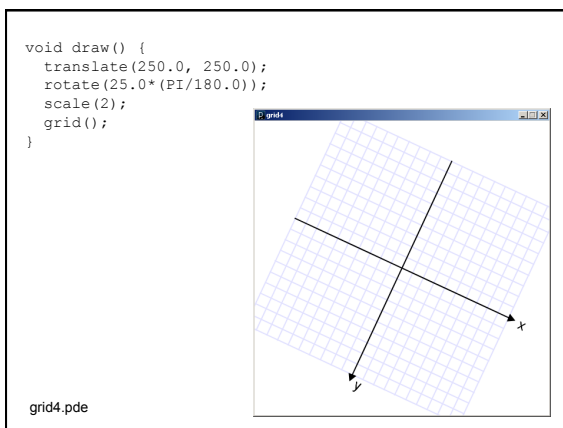 void draw() {
  translate(250.0, 250.0);
  rotate(25.0*(PI/180.0));
  scale(2);
  grid();
}
grid4
x
y
grid4.pde